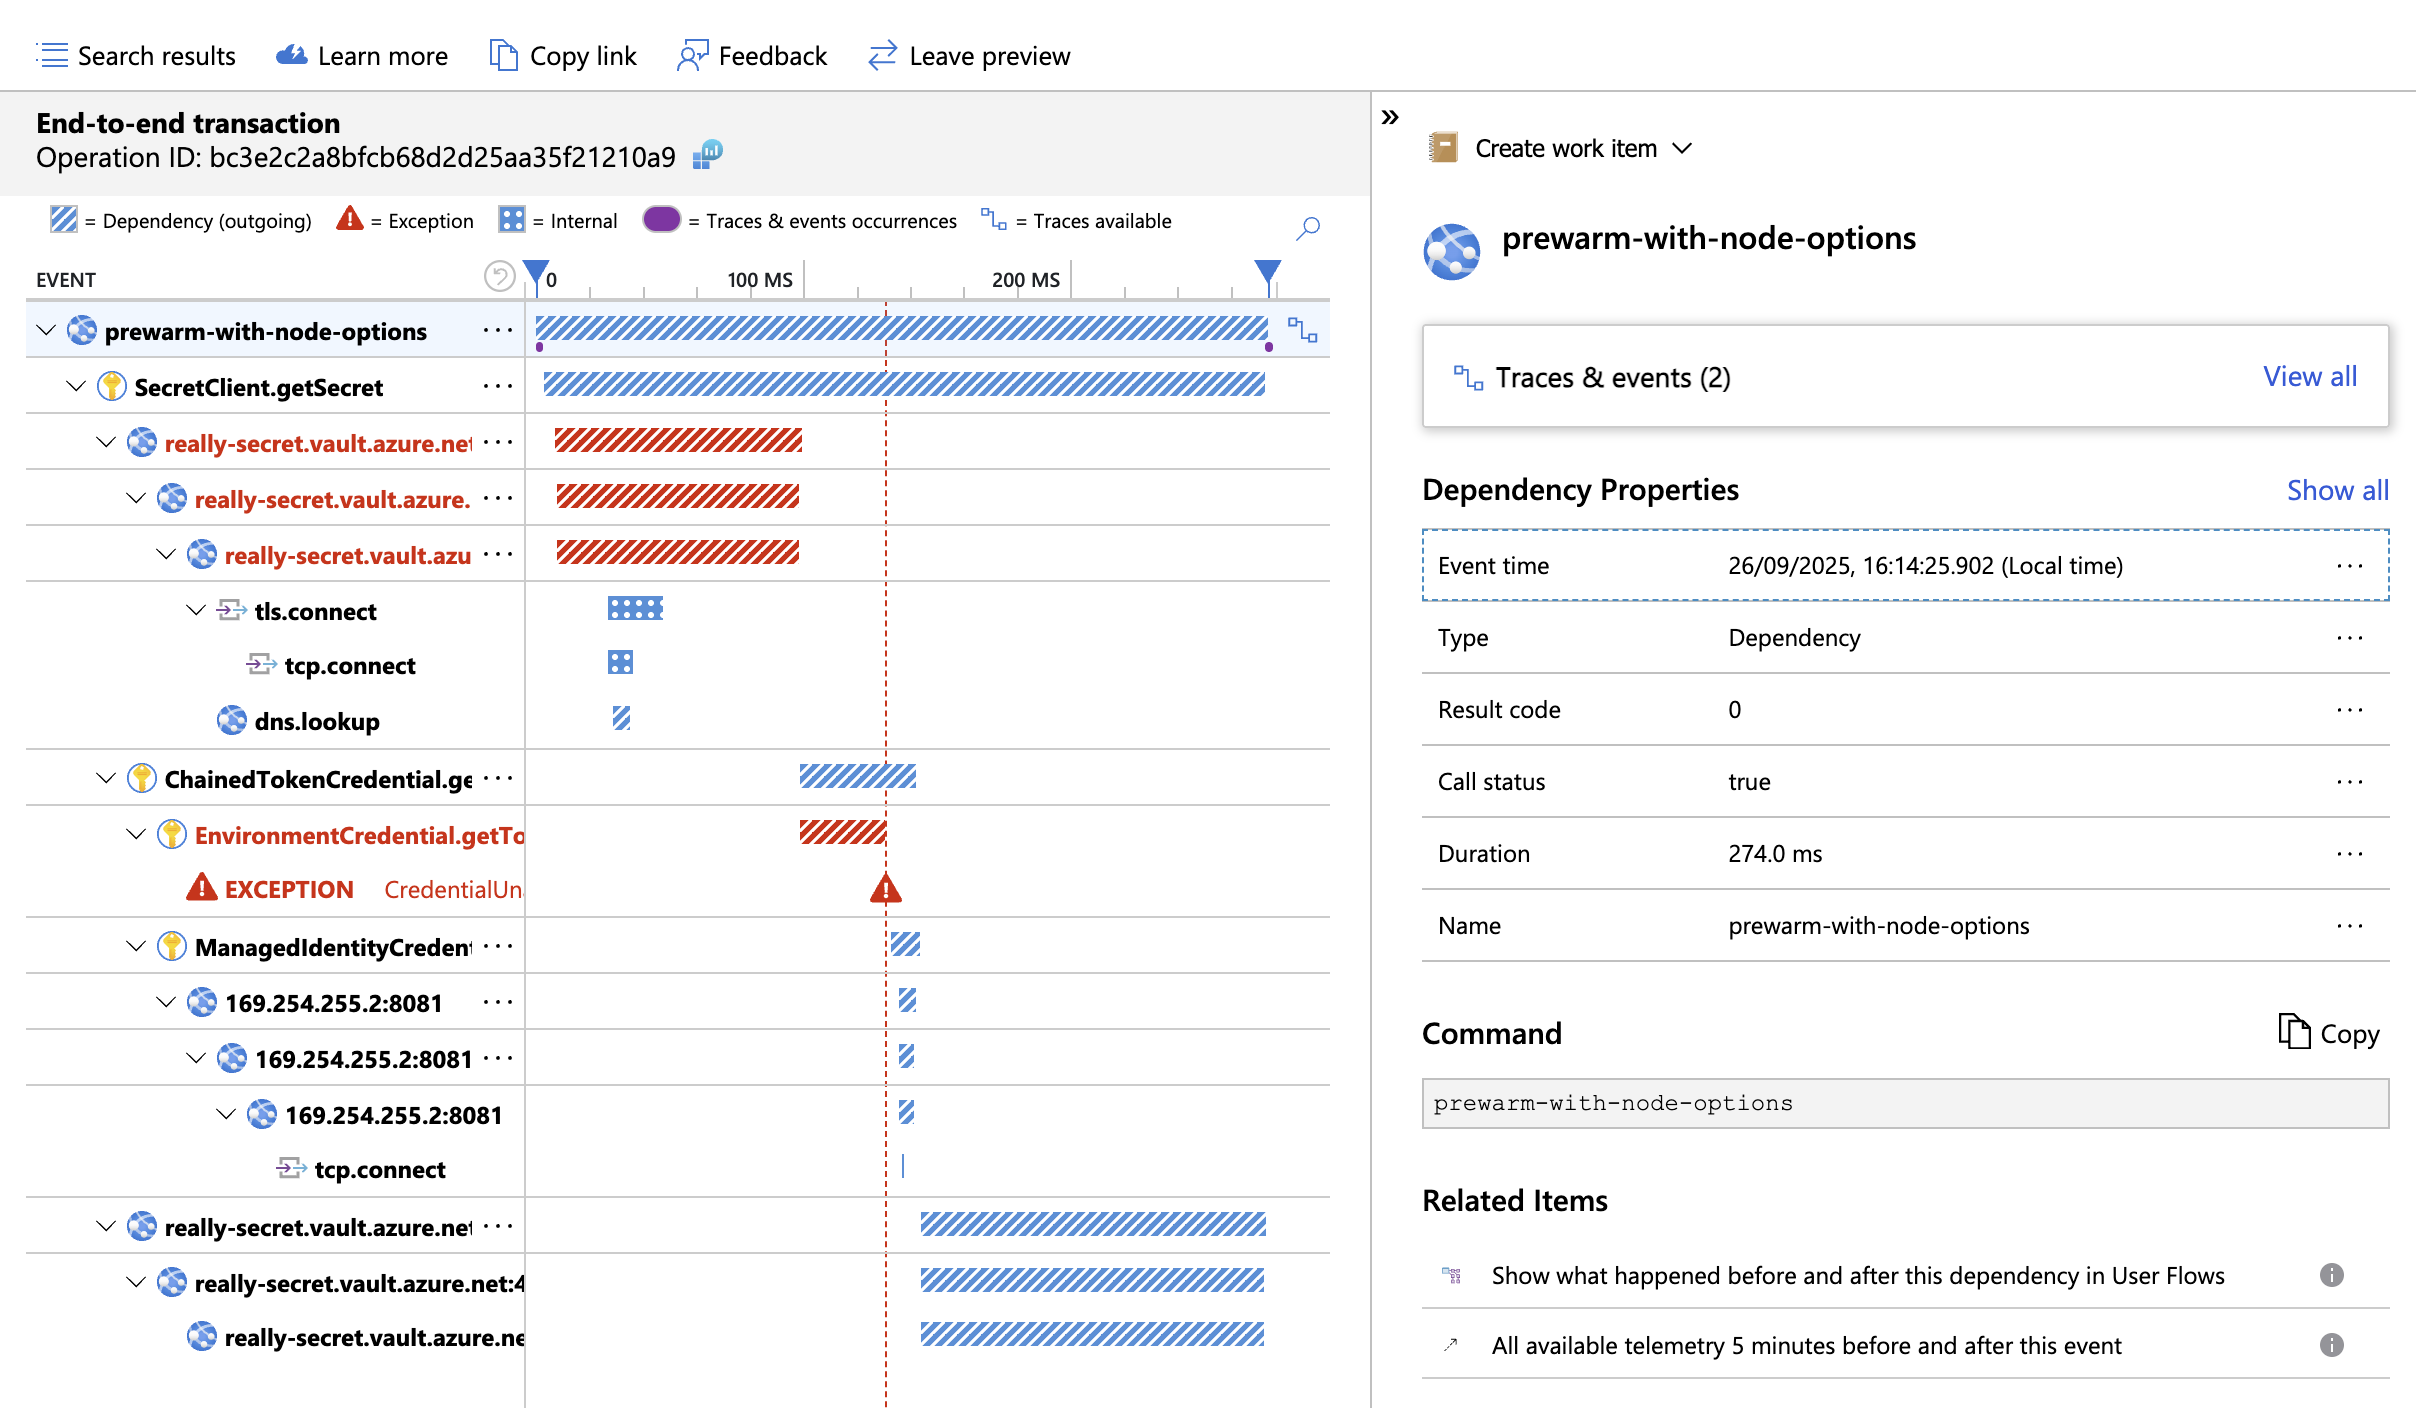 Search results Learn more Copy link Feedback Leave preview
End-to-end transaction
Operation ID: bc3e2c2a8bfcb68d2d25aa35f21210a9
= Dependency (outgoing) = Exception = Internal = Traces & events occurrences = Traces available
EVENT 0 100 MS 200 MS
prewarm-with-node-options ···
SecretClient.getSecret ···
really-secret.vault.azure.net ···
really-secret.vault.azure. ···
really-secret.vault.azu ···
tls.connect
tcp.connect
dns.lookup
ChainedTokenCredential.ge ···
EnvironmentCredential.getTo
EXCEPTION CredentialUna
ManagedIdentityCredent ···
169.254.255.2:8081 ···
169.254.255.2:8081 ···
169.254.255.2:8081
tcp.connect
really-secret.vault.azure.net ···
really-secret.vault.azure.net:4
really-secret.vault.azure.ne
»
Create work item
prewarm-with-node-options
Traces & events (2) View all
Dependency Properties Show all
Event time 26/09/2025, 16:14:25.902 (Local time) ···
Type Dependency ···
Result code 0 ···
Call status true ···
Duration 274.0 ms ···
Name prewarm-with-node-options ···
Command Copy
prewarm-with-node-options
Related Items
Show what happened before and after this dependency in User Flows
All available telemetry 5 minutes before and after this event